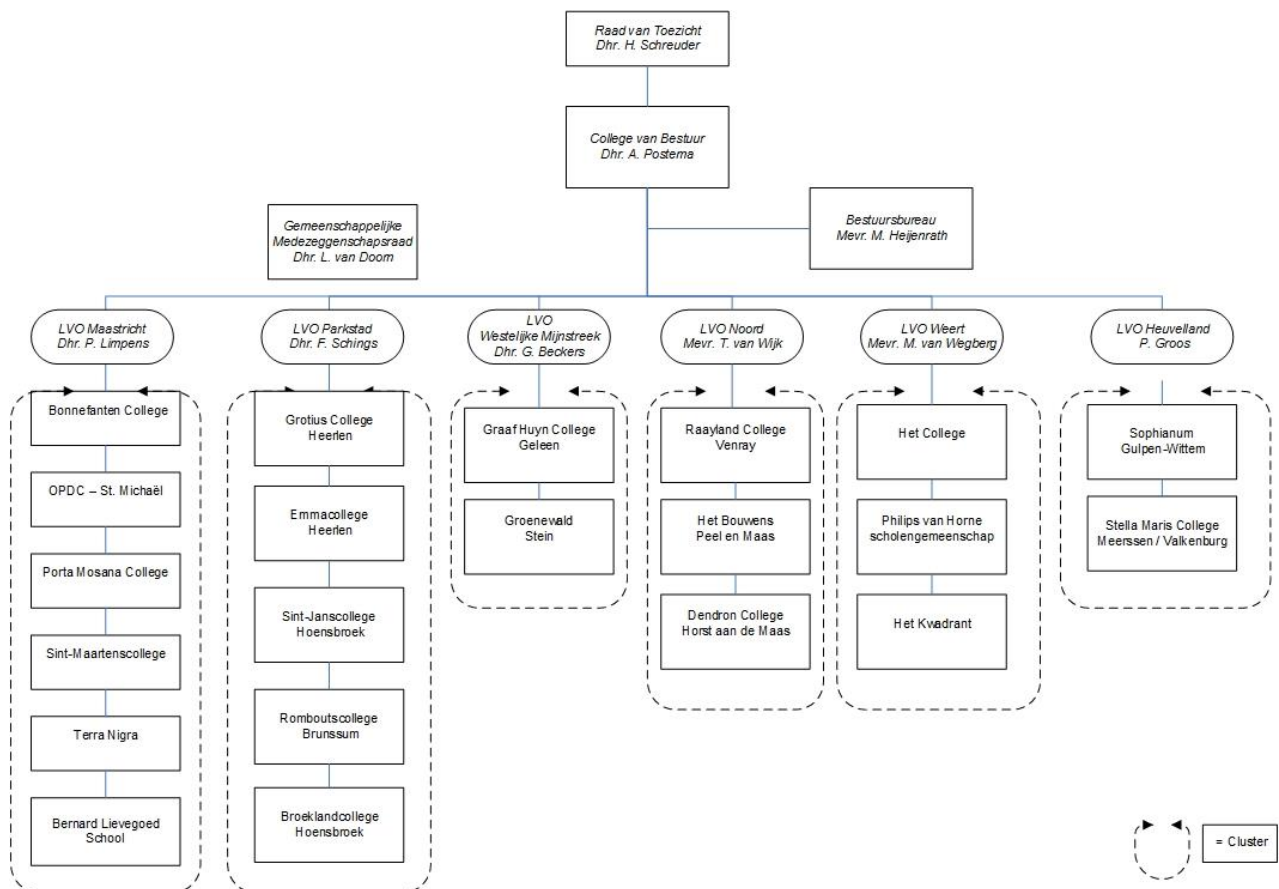 Raad van Toezicht
Dhr. H. Schreuder
College van Bestuur
Dhr. A. Postema
Gemeenschappelijke
Medezeggenschapsraad
Dhr. L. van Doorn
Bestuursbureau
Mevr. M. Heijenrath
LVO Maastricht
Dhr. P. Limpens
LVO Parkstad
Dhr. F. Schings
LVO
Westelijke Mijnstreek
Dhr. G. Beckers
LVO Noord
Mevr. T. van Wijk
LVO Weert
Mevr. M. van Wegberg
LVO Heuvelland
P. Groos
Bonnefanten College
OPDC – St. Michaël
Porta Mosana College
Sint-Maartenscollege
Terra Nigra
Bernard Lievegoed
School
Grotius College
Heerlen
Emmacollege
Heerlen
Sint-Janscollege
Hoensbroek
Romboutscollege
Brunssum
Broeklandcollege
Hoensbroek
Graaf Huyn College
Geleen
Groenewald
Stein
Raayland College
Venray
Het Bouwens
Peel en Maas
Dendron College
Horst aan de Maas
Het College
Philips van Horne
scholengemeenschap
Het Kwadrant
Sophianum
Gulpen-Wittem
Stella Maris College
Meerssen / Valkenburg
= Cluster